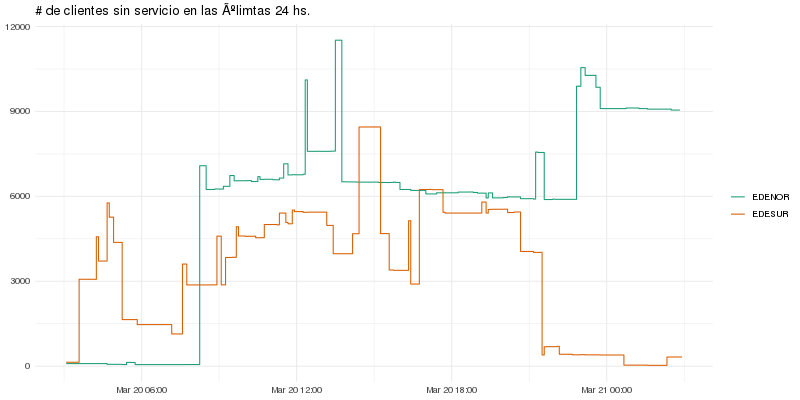 # de clientes sin servicio en las Ãºlimtas 24 hs.
12000
9000
6000
3000
0
Mar 20 06:00 Mar 20 12:00 Mar 20 18:00 Mar 21 00:00
EDENOR
EDESUR